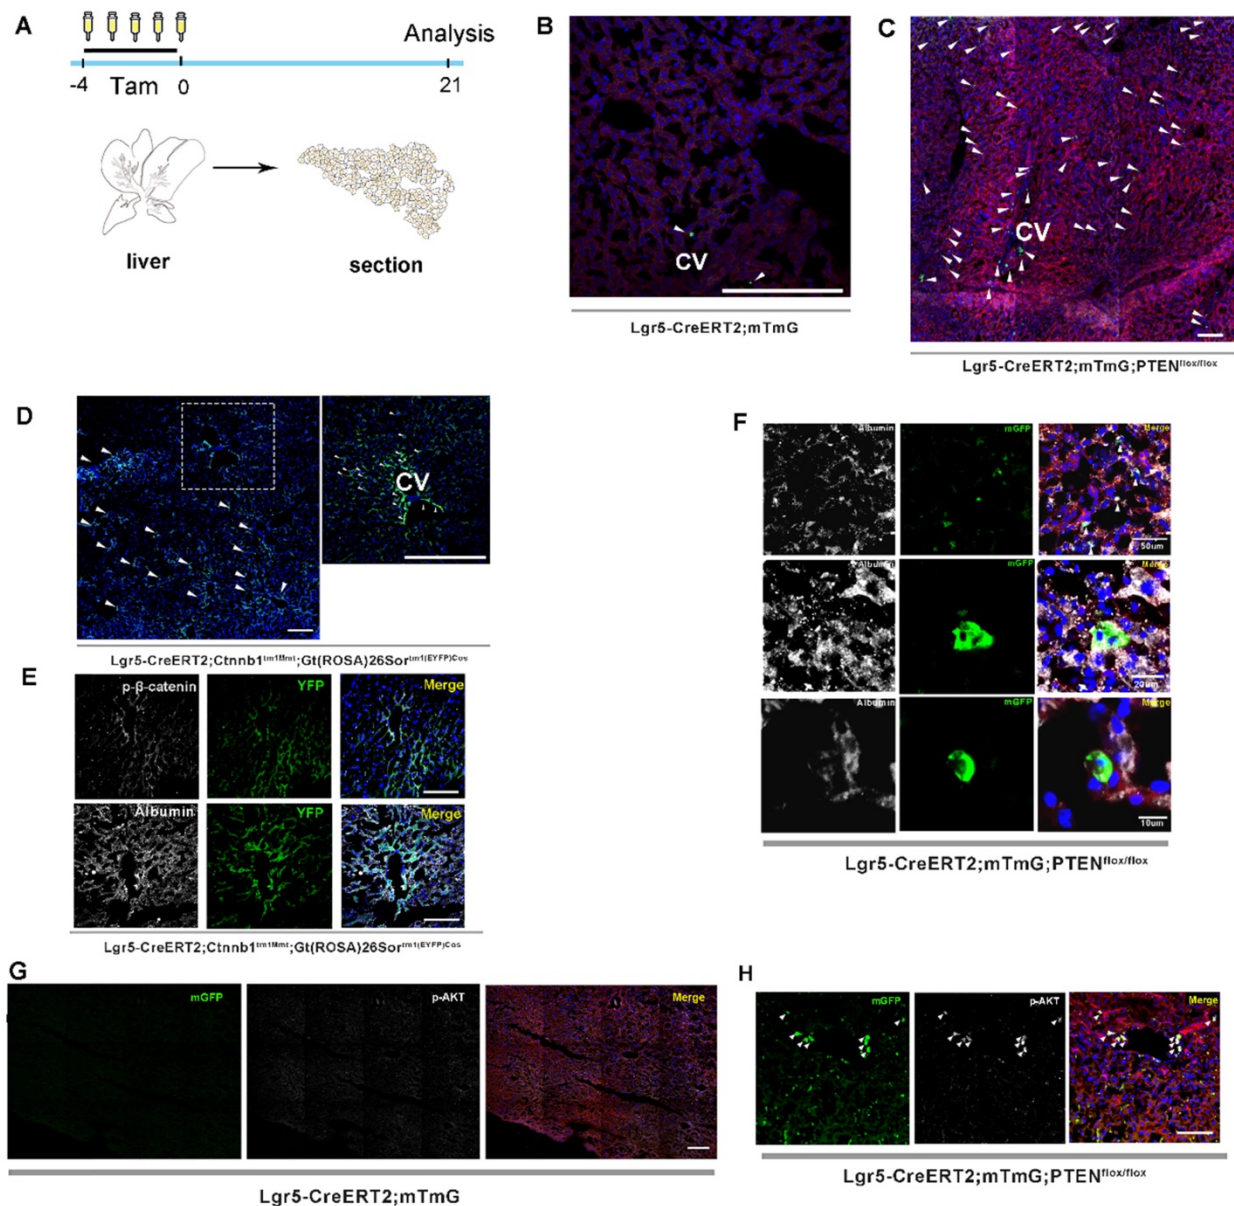 A
Analysis
-4 Tam 0 21
liver section
B
CV
Lgr5-CreERT2;mTmG
C
CV
Lgr5-CreERT2;mTmG;PTENflox/flox
D
CV
Lgr5-CreERT2;Ctnnb1tm1Mmt;Gt(ROSA)26Sortm1(EYFP)Cos
E
p-β-catenin YFP Merge
Albumin YFP Merge
Lgr5-CreERT2;Ctnnb1tm1Mmt;Gt(ROSA)26Sortm1(EYFP)Cos
F
Albumin mGFP Merge
50um
Albumin mGFP Merge
20um
Albumin mGFP Merge
10um
Lgr5-CreERT2;mTmG;PTENflox/flox
G
mGFP p-AKT Merge
Lgr5-CreERT2;mTmG
H
mGFP p-AKT Merge
Lgr5-CreERT2;mTmG;PTENflox/flox